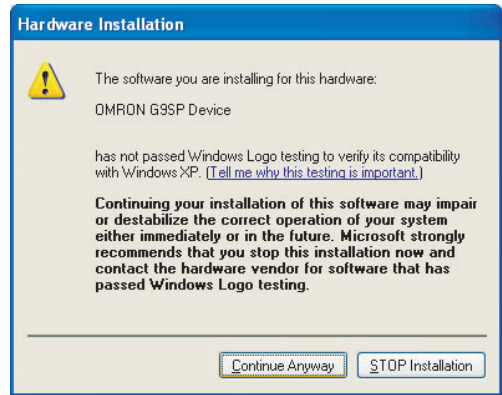 Hardware Installation
The software you are installing for this hardware:
OMRON G9SP Device
has not passed Windows Logo testing to verify its compatibility
with Windows XP. (Tell me why this testing is important.)
Continuing your installation of this software may impair
or destabilize the correct operation of your system
either immediately or in the future. Microsoft strongly
recommends that you stop this installation now and
contact the hardware vendor for software that has
passed Windows Logo testing.
Continue Anyway STOP Installation